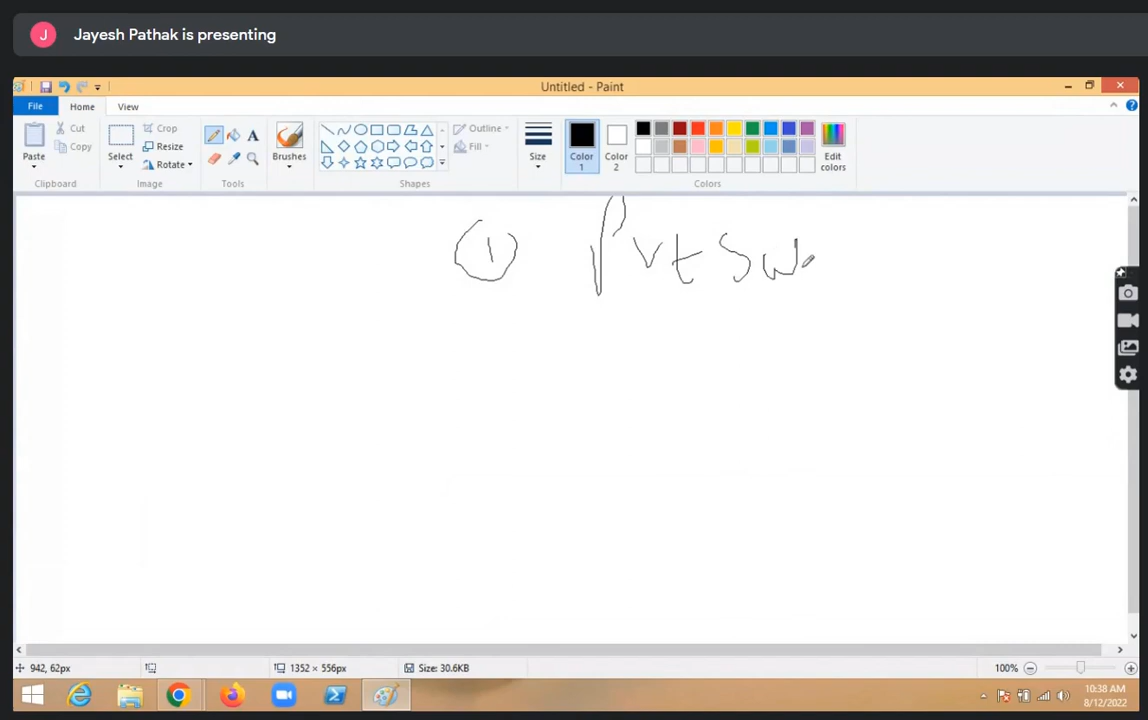 J Jayesh Pathak is presenting
Untitled - Paint
File Home View
Paste
Cut
Copy
Clipboard
Select
Crop
Resize
Rotate
Image
Tools
Brushes
Shapes
Outline
Fill
Size
Color 1
Color 2
Edit colors
Colors
① Pvt sw
942, 62px 1352 × 556px Size: 30.6KB 100%
10:38 AM
8/12/2022